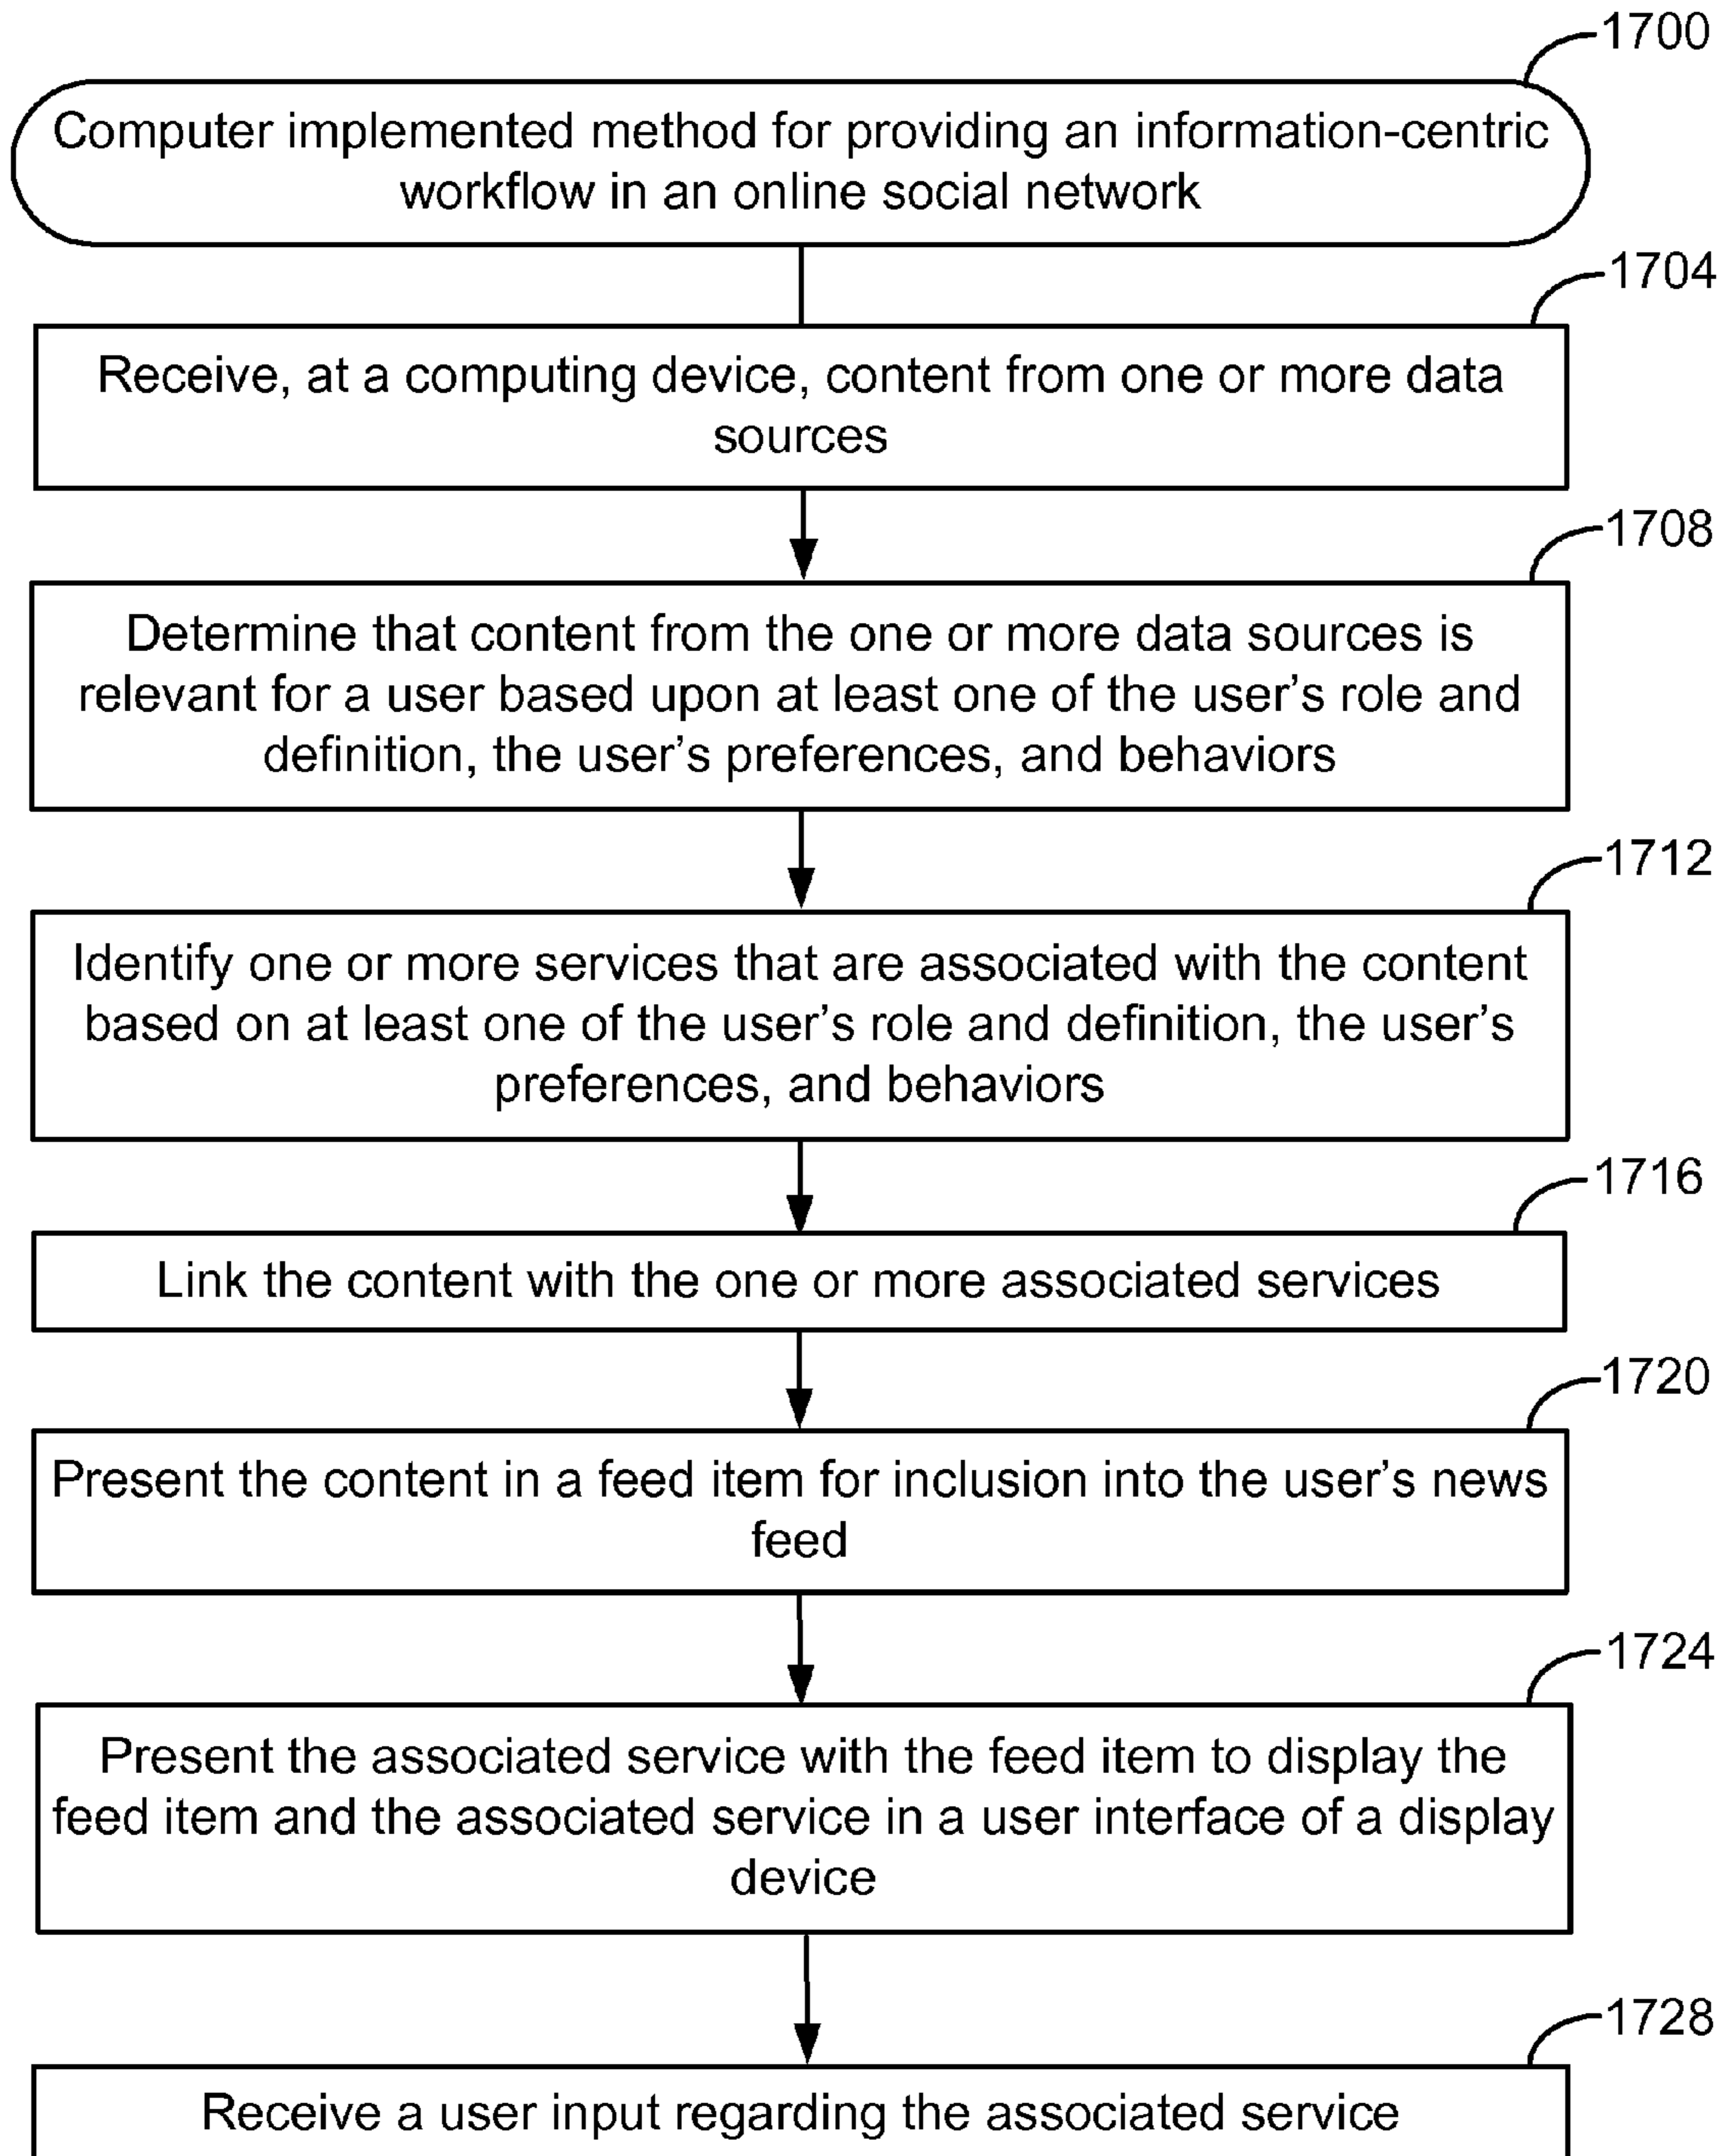 1700
Computer implemented method for providing an information-centric
workflow in an online social network
1704
Receive, at a computing device, content from one or more data
sources
1708
Determine that content from the one or more data sources is
relevant for a user based upon at least one of the user's role and
definition, the user's preferences, and behaviors
1712
Identify one or more services that are associated with the content
based on at least one of the user's role and definition, the user's
preferences, and behaviors
1716
Link the content with the one or more associated services
1720
Present the content in a feed item for inclusion into the user's news
feed
1724
Present the associated service with the feed item to display the
feed item and the associated service in a user interface of a display
device
1728
Receive a user input regarding the associated service